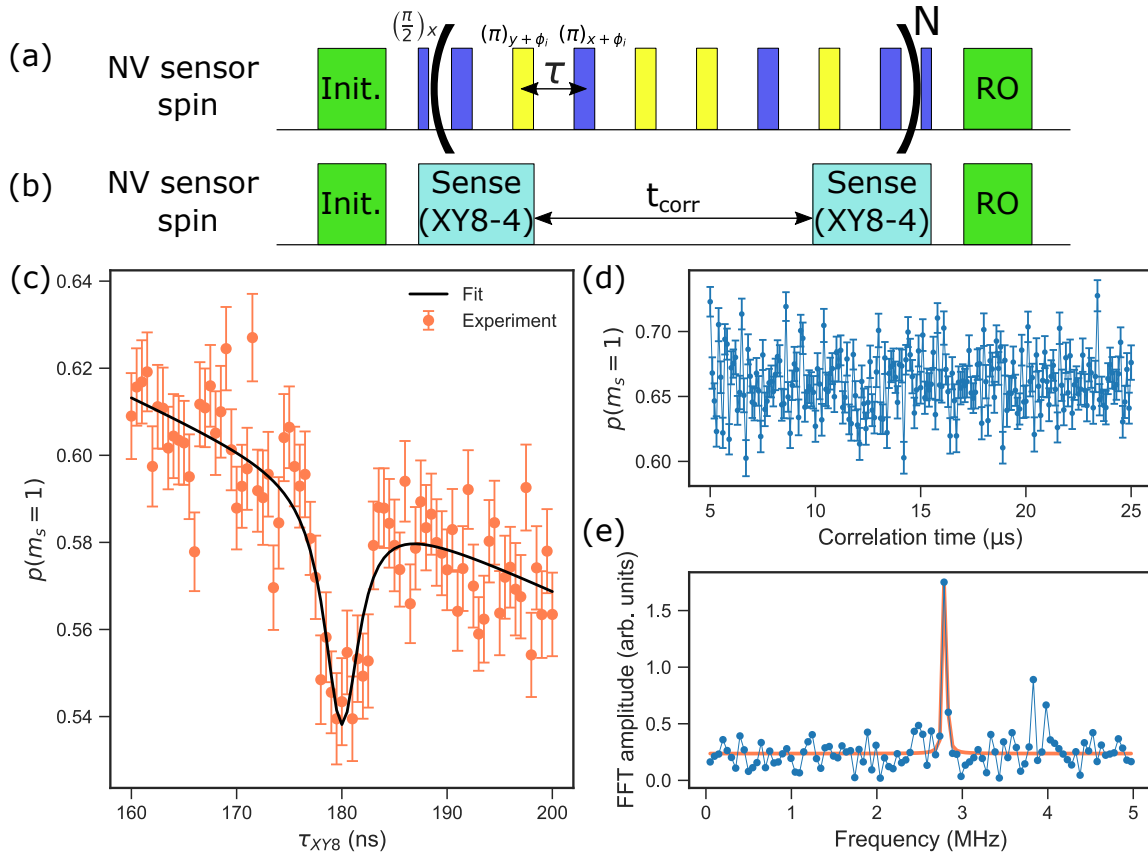 (π/2)x
(π)y+ϕi (π)x+ϕi
N
(a)
NV sensor
spin
Init.
τ
RO
(b)
NV sensor
spin
Init.
Sense
(XY8-4)
tcorr
Sense
(XY8-4)
RO
(c)
0.64
0.62
0.60
0.58
0.56
0.54
p(ms = 1)
Fit
Experiment
160 170 180 190 200
τXY8 (ns)
(d)
0.70
0.65
0.60
p(ms = 1)
5 10 15 20 25
Correlation time (μs)
(e)
1.5
1.0
0.5
0.0
FFT amplitude (arb. units)
0 1 2 3 4 5
Frequency (MHz)